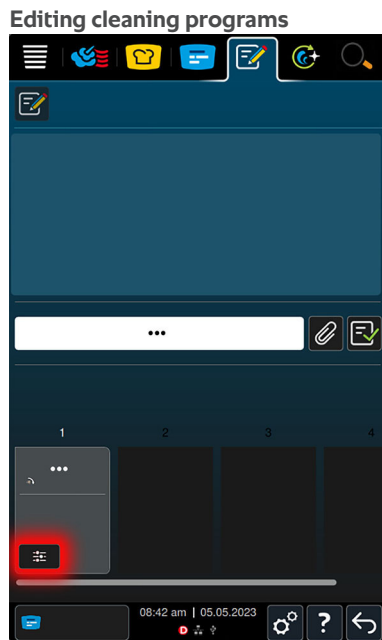 Editing cleaning programs
•••
1 2 3 4
•••
08:42 am | 05.05.2023
D
?